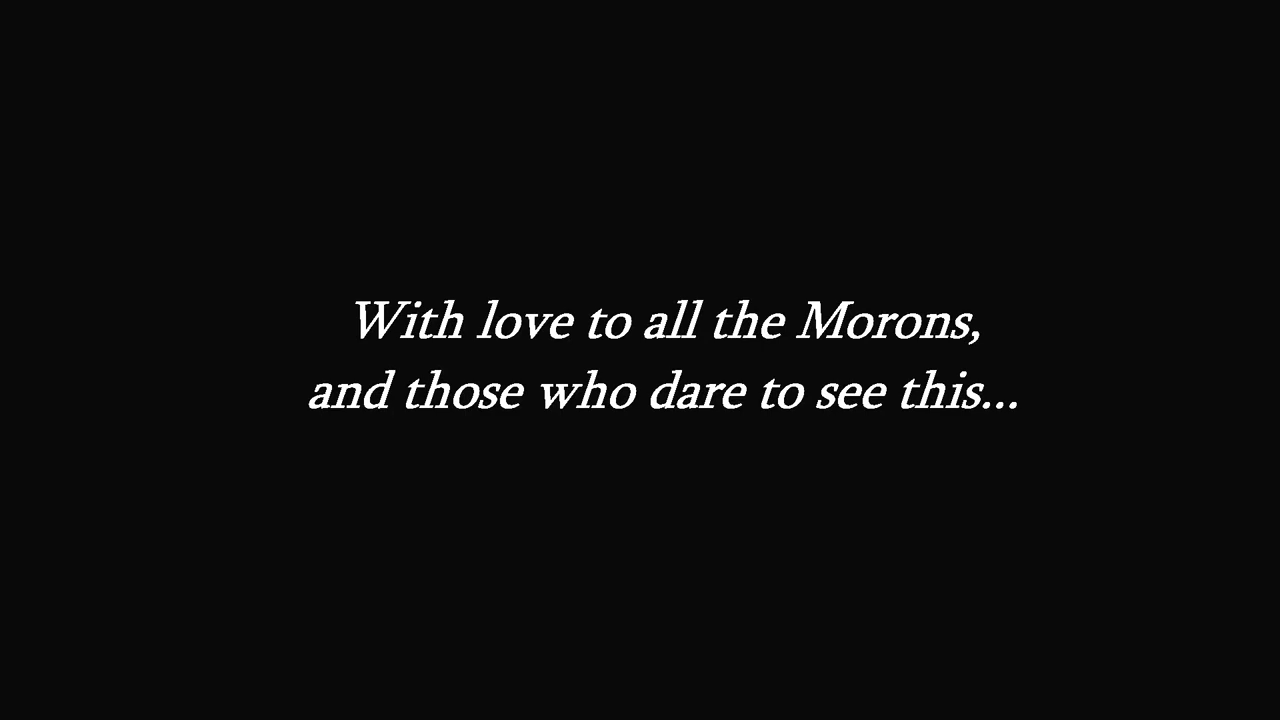 With love to all the Morons,
and those who dare to see this...